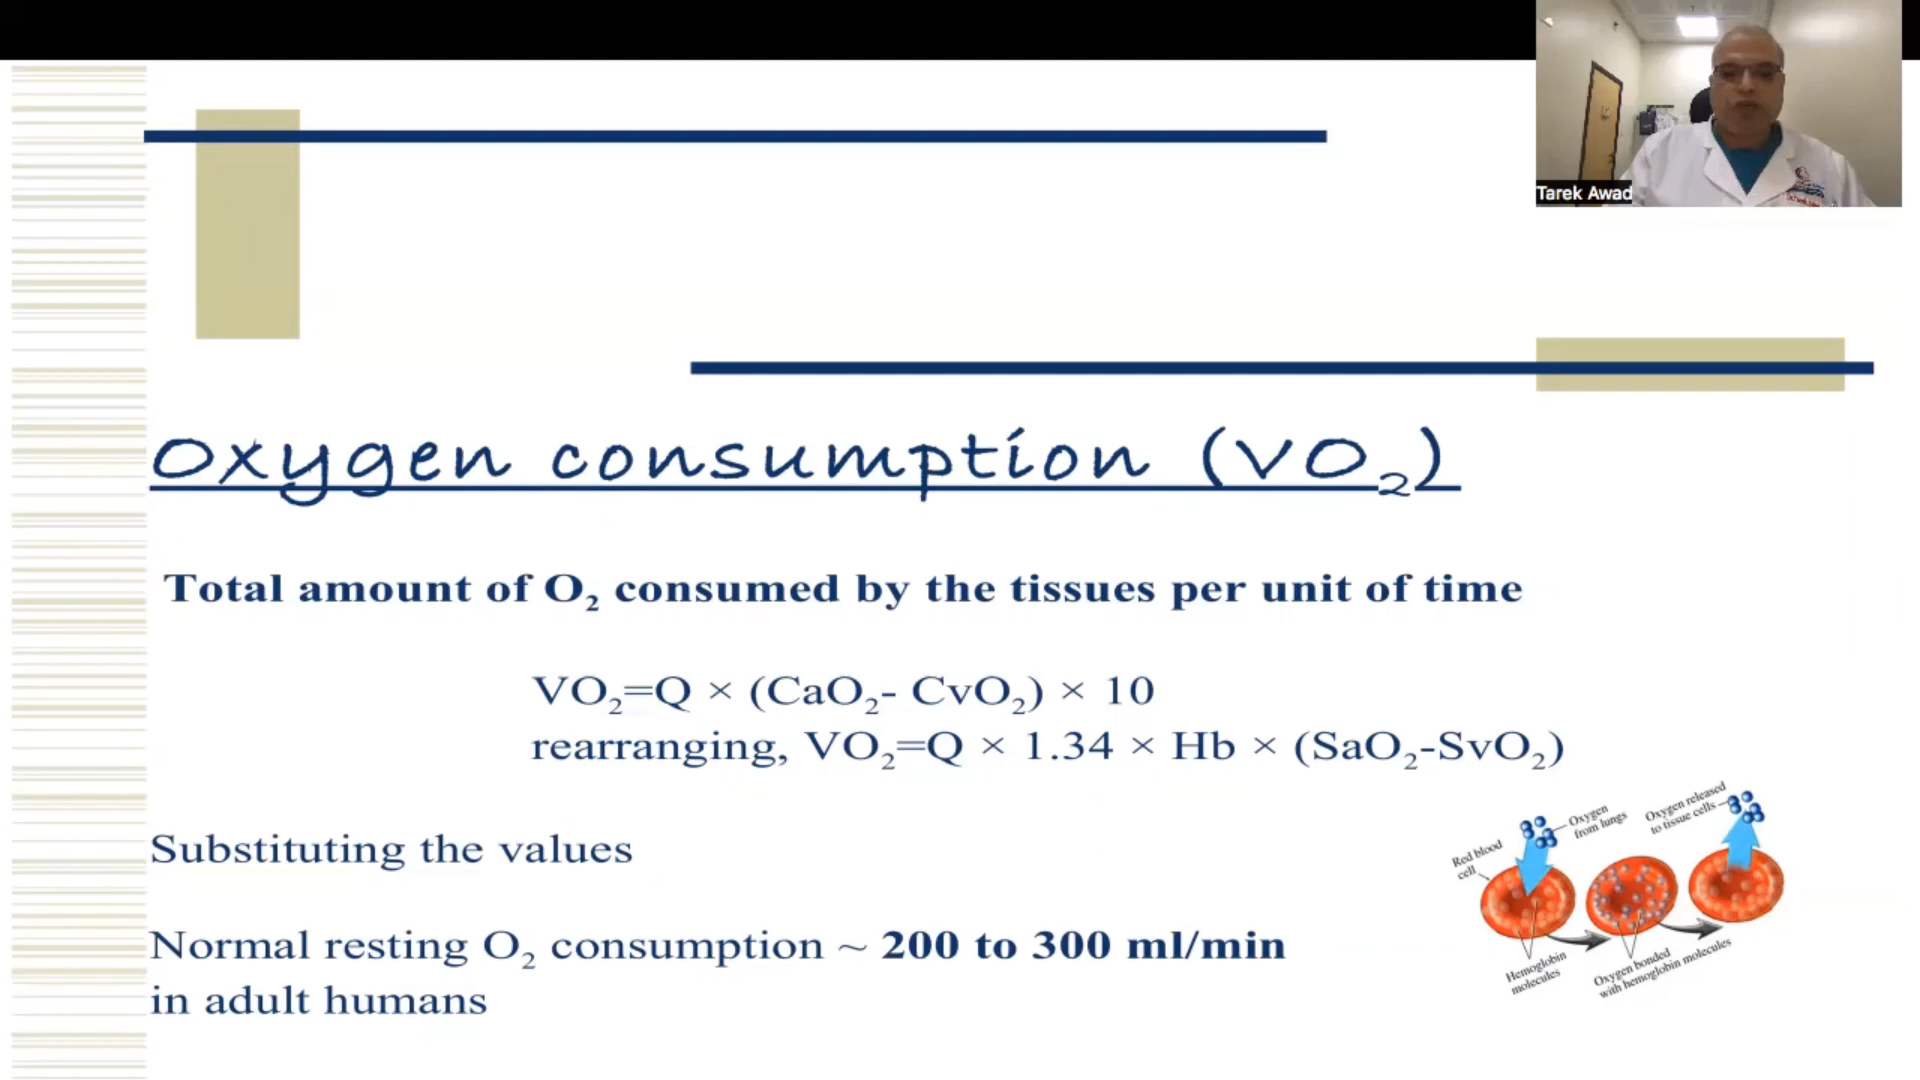 Tarek Awad
Oxygen consumption (VO₂)
Total amount of O₂ consumed by the tissues per unit of time
VO₂=Q × (CaO₂- CvO₂) × 10
rearranging, VO₂=Q × 1.34 × Hb × (SaO₂-SvO₂)
Substituting the values
Normal resting O₂ consumption ~ 200 to 300 ml/min
in adult humans
Red blood
cell
Oxygen
from lungs
Oxygen released
to tissue cells
Hemoglobin
molecules
Oxygen bonded
with hemoglobin molecules